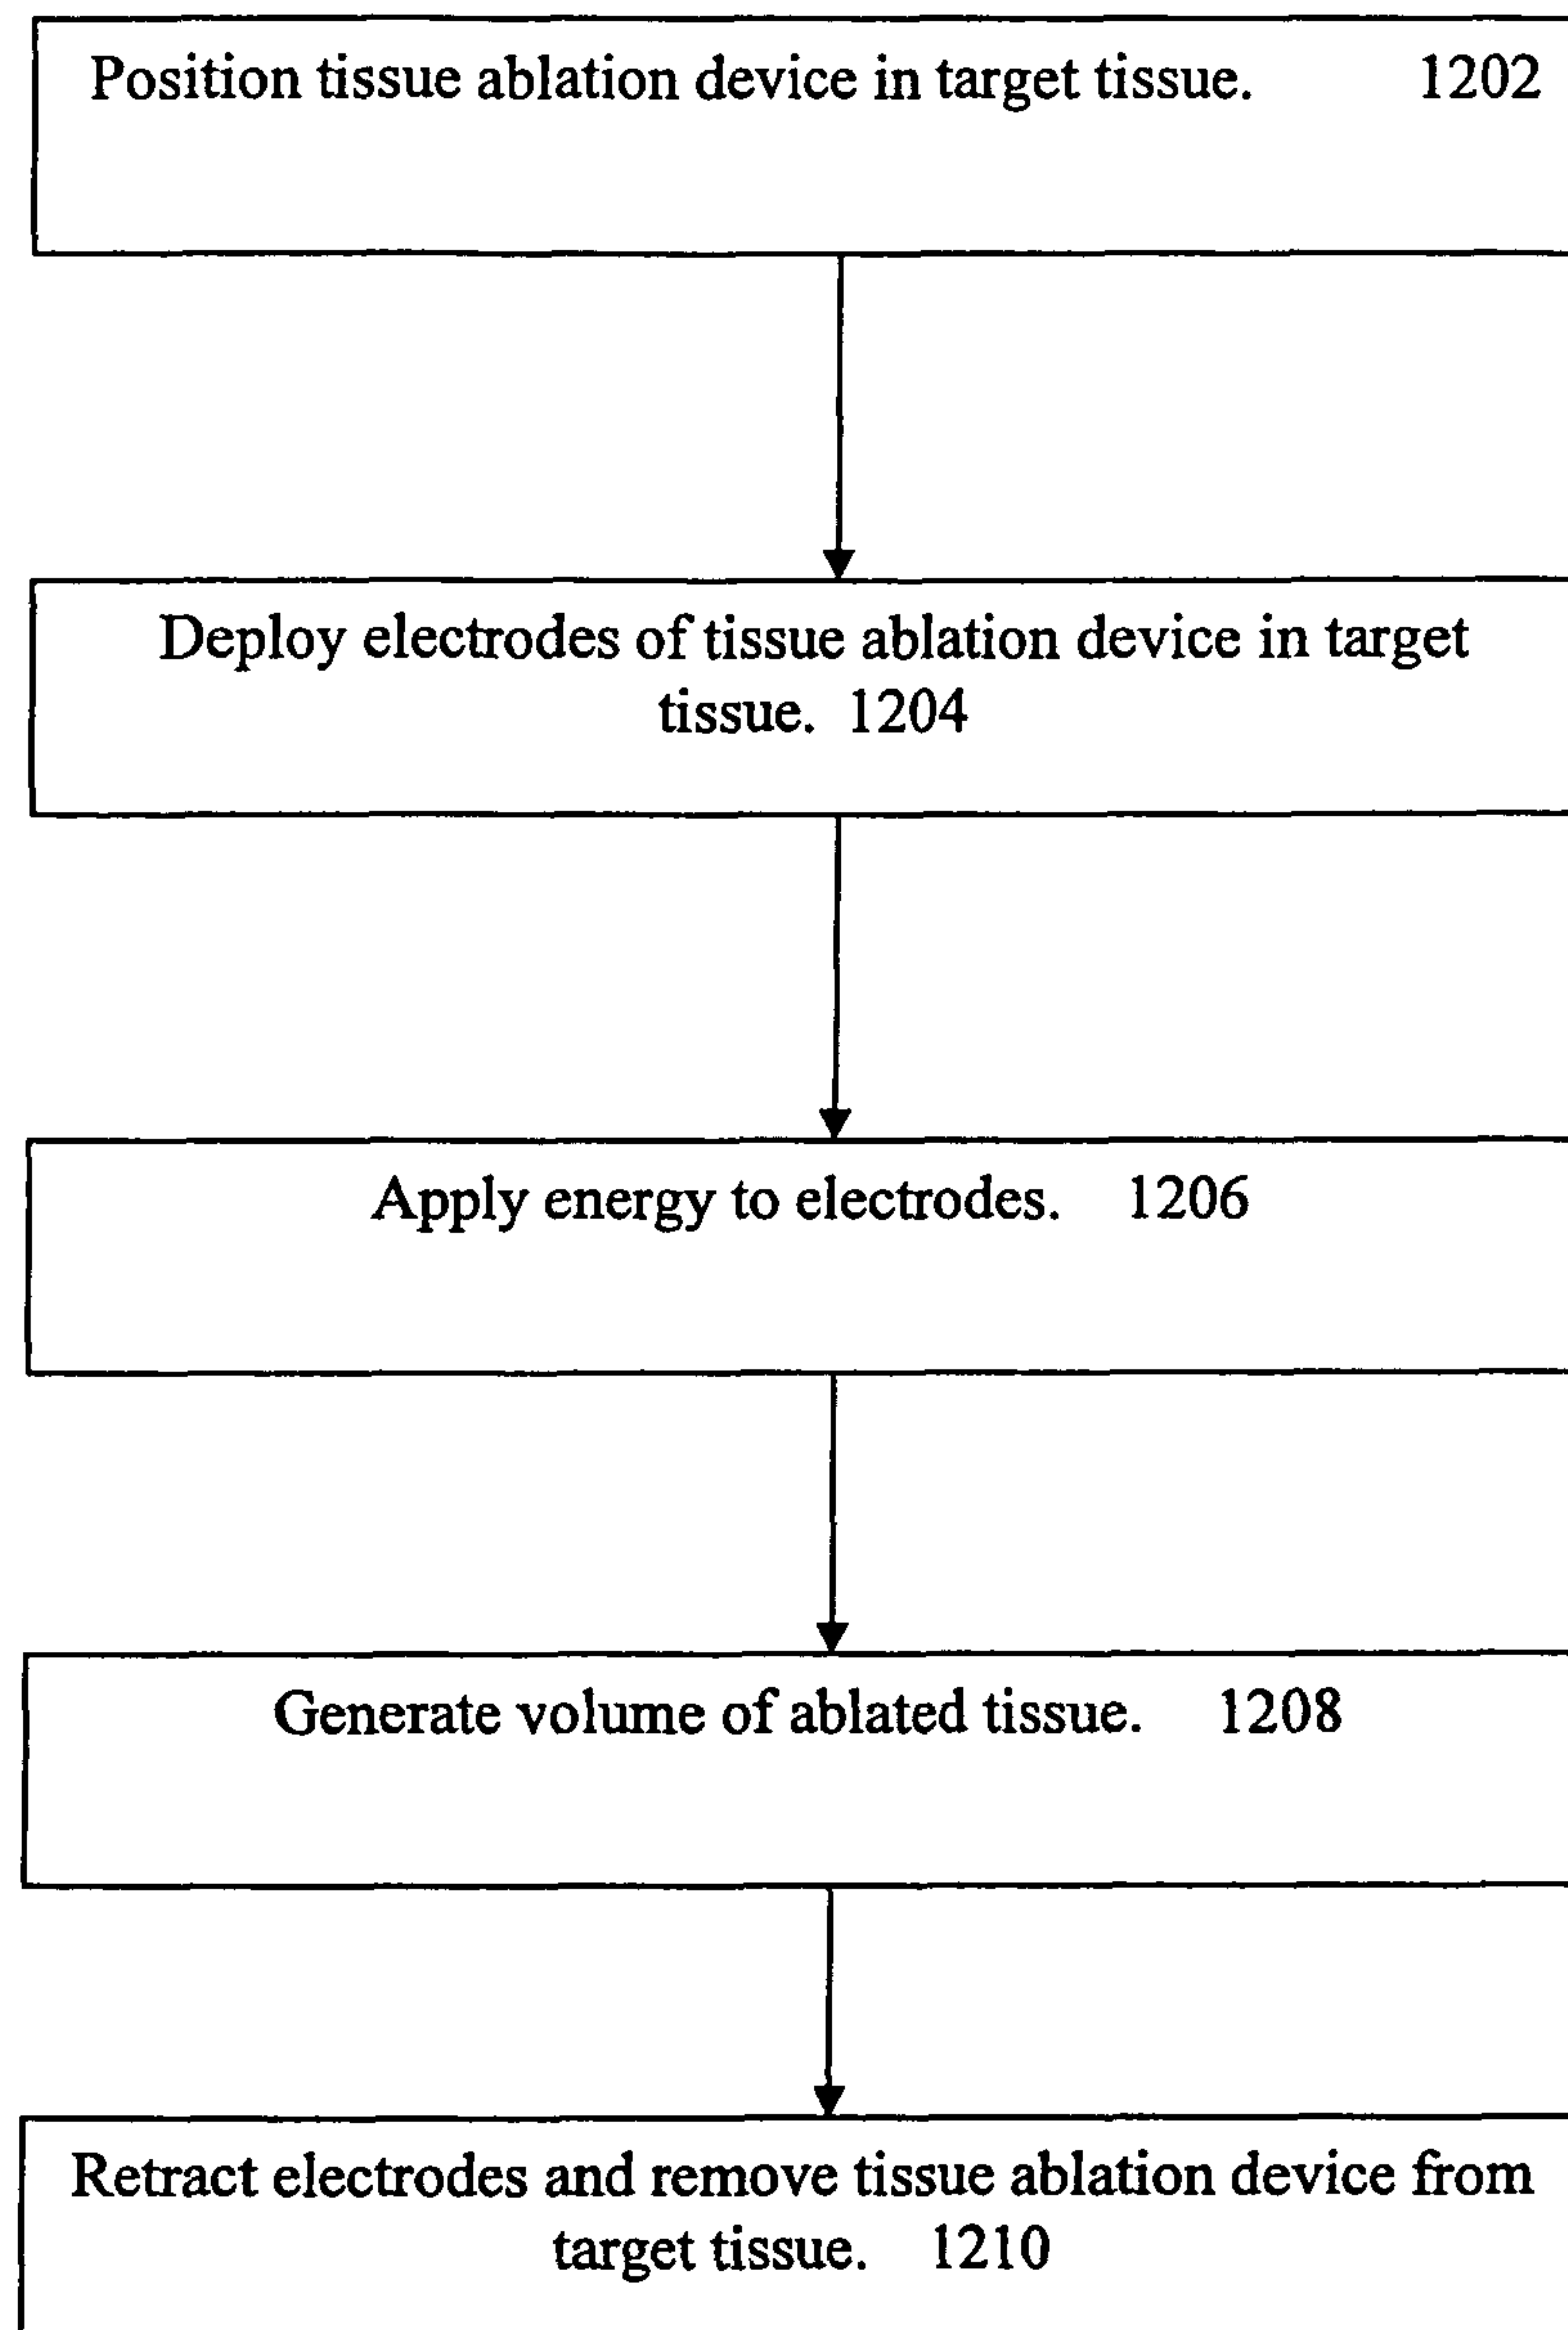 Position tissue ablation device in target tissue. 1202
Deploy electrodes of tissue ablation device in target
tissue. 1204
Apply energy to electrodes. 1206
Generate volume of ablated tissue. 1208
Retract electrodes and remove tissue ablation device from
target tissue. 1210